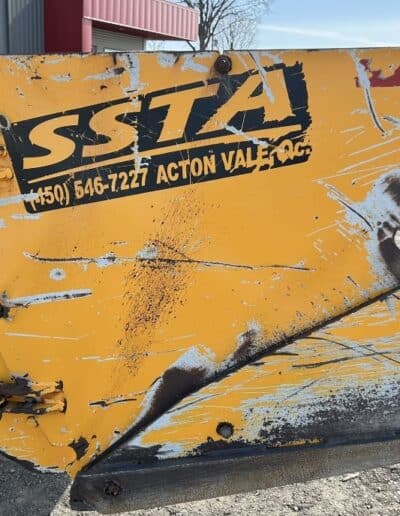 SSTA
(450) 546-7227 ACTON VALE, Qc.